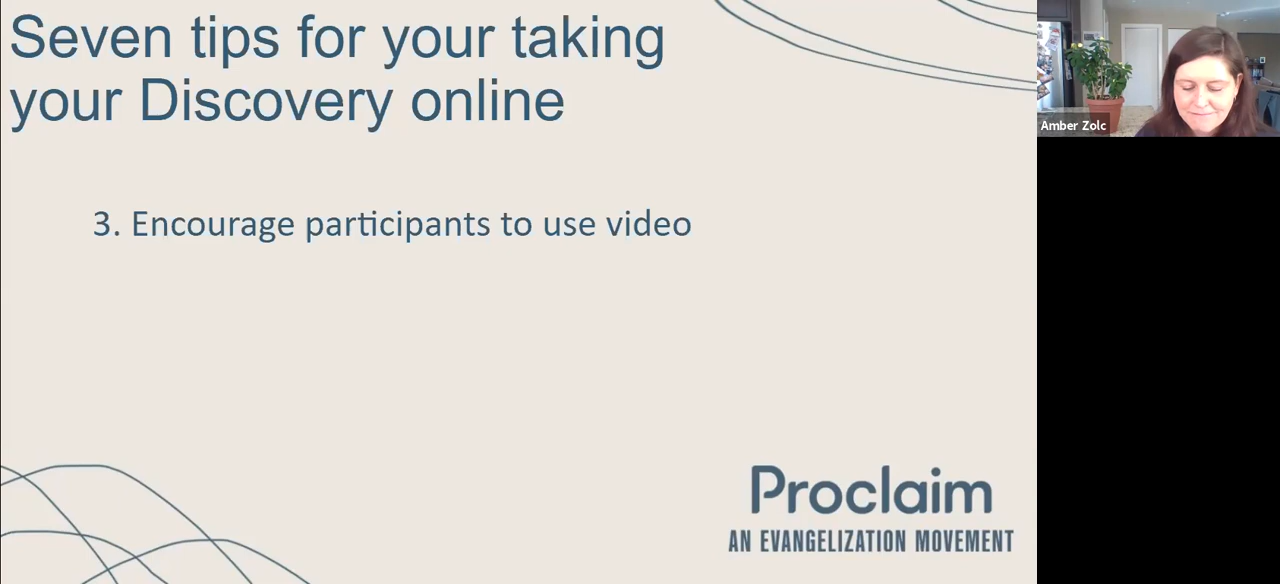 Seven tips for your taking
your Discovery online
3. Encourage participants to use video
Proclaim
AN EVANGELIZATION MOVEMENT
Amber Zolc